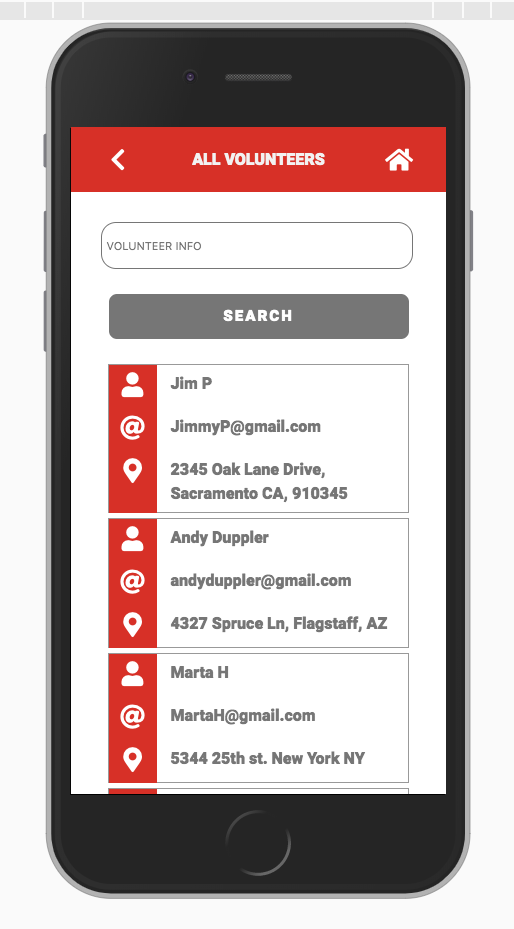 ALL VOLUNTEERS
VOLUNTEER INFO
SEARCH
Jim P
@ JimmyP@gmail.com
2345 Oak Lane Drive,
Sacramento CA, 910345
Andy Duppler
@ andyduppler@gmail.com
4327 Spruce Ln, Flagstaff, AZ
Marta H
@ MartaH@gmail.com
5344 25th st. New York NY